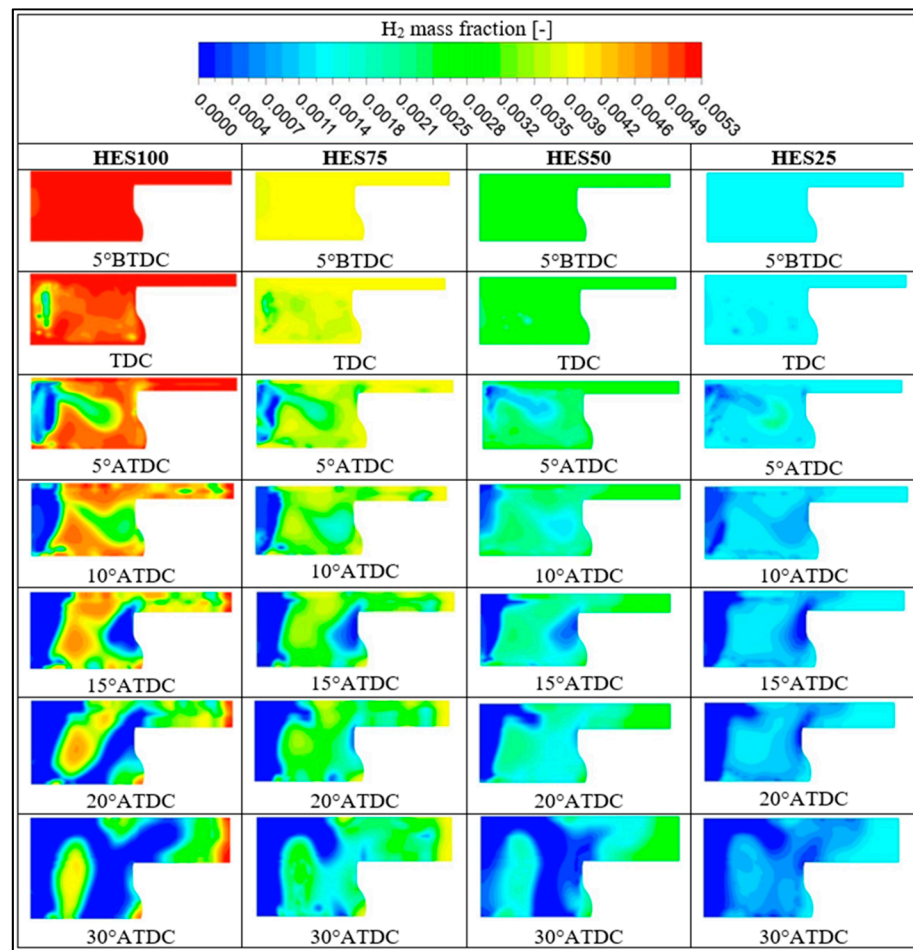 H₂ mass fraction [-]
0.0000 0.0004 0.0007 0.0011 0.0014 0.0018 0.0021 0.0025 0.0028 0.0032 0.0035 0.0039 0.0042 0.0046 0.0049 0.0053
HES100 HES75 HES50 HES25
5°BTDC 5°BTDC 5°BTDC 5°BTDC
TDC TDC TDC TDC
5°ATDC 5°ATDC 5°ATDC 5°ATDC
10°ATDC 10°ATDC 10°ATDC 10°ATDC
15°ATDC 15°ATDC 15°ATDC 15°ATDC
20°ATDC 20°ATDC 20°ATDC 20°ATDC
30°ATDC 30°ATDC 30°ATDC 30°ATDC